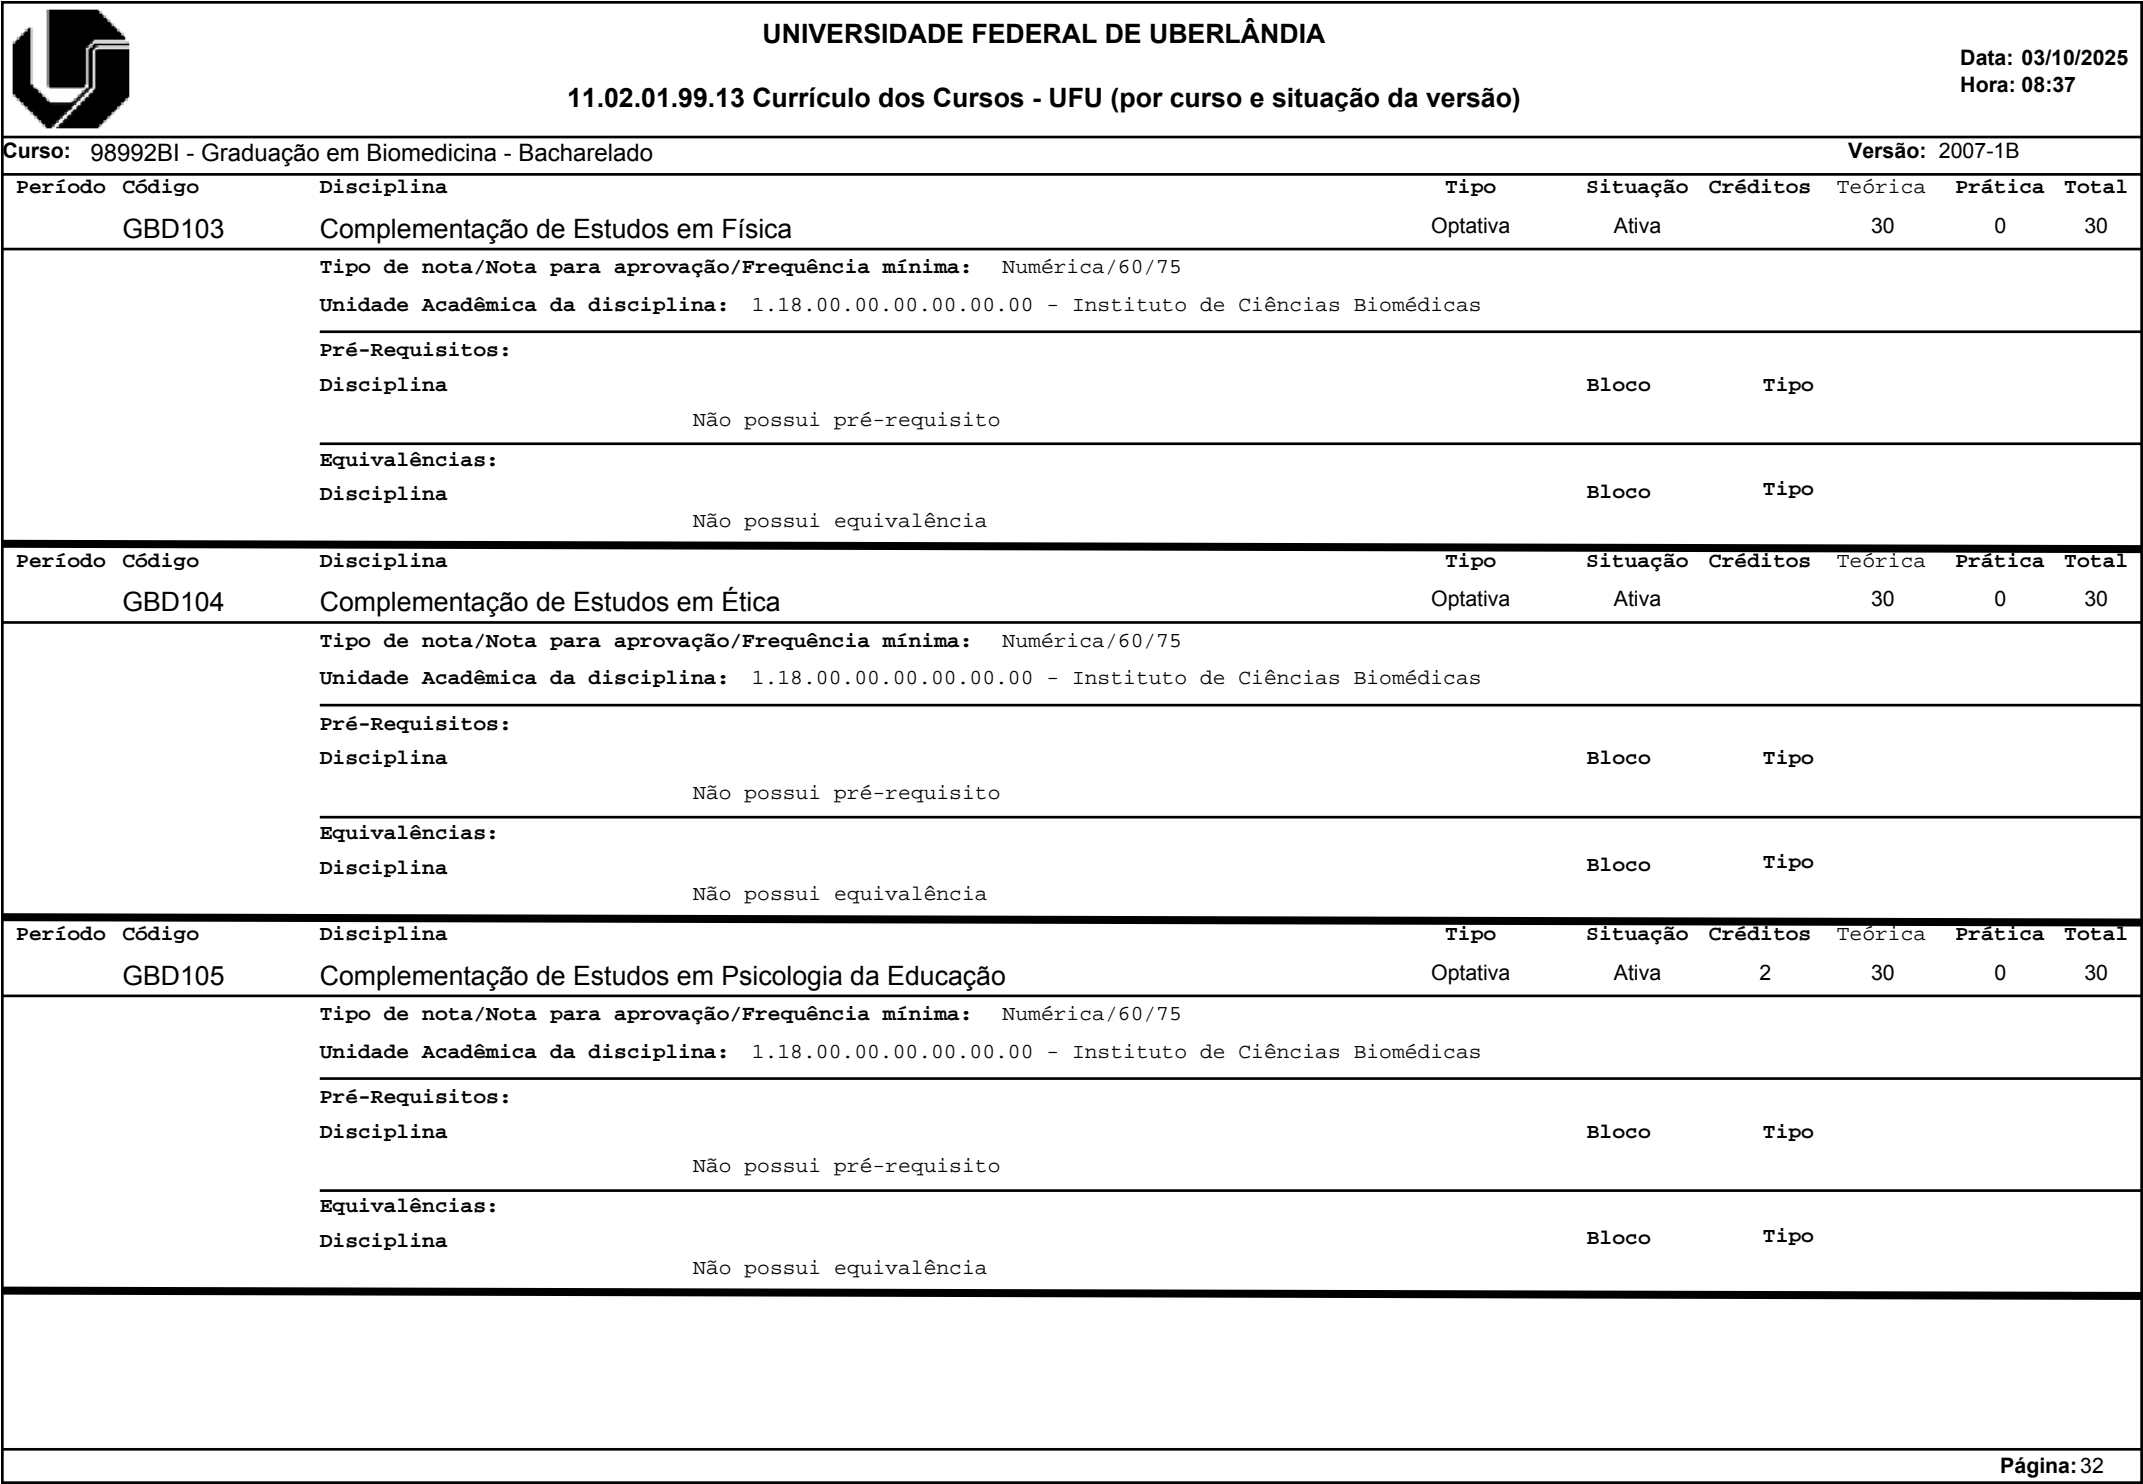 UNIVERSIDADE FEDERAL DE UBERLÂNDIA
Data: 03/10/2025
Hora: 08:37
11.02.01.99.13 Currículo dos Cursos - UFU (por curso e situação da versão)
Curso: 98992BI - Graduação em Biomedicina - Bacharelado Versão: 2007-1B
Período Código Disciplina Tipo Situação Créditos Teórica Prática Total
GBD103 Complementação de Estudos em Física Optativa Ativa 30 0 30
Tipo de nota/Nota para aprovação/Frequência mínima: Numérica/60/75
Unidade Acadêmica da disciplina: 1.18.00.00.00.00.00.00 - Instituto de Ciências Biomédicas
Pré-Requisitos:
Disciplina Bloco Tipo
Não possui pré-requisito
Equivalências:
Disciplina Bloco Tipo
Não possui equivalência
Período Código Disciplina Tipo Situação Créditos Teórica Prática Total
GBD104 Complementação de Estudos em Ética Optativa Ativa 30 0 30
Tipo de nota/Nota para aprovação/Frequência mínima: Numérica/60/75
Unidade Acadêmica da disciplina: 1.18.00.00.00.00.00.00 - Instituto de Ciências Biomédicas
Pré-Requisitos:
Disciplina Bloco Tipo
Não possui pré-requisito
Equivalências:
Disciplina Bloco Tipo
Não possui equivalência
Período Código Disciplina Tipo Situação Créditos Teórica Prática Total
GBD105 Complementação de Estudos em Psicologia da Educação Optativa Ativa 2 30 0 30
Tipo de nota/Nota para aprovação/Frequência mínima: Numérica/60/75
Unidade Acadêmica da disciplina: 1.18.00.00.00.00.00.00 - Instituto de Ciências Biomédicas
Pré-Requisitos:
Disciplina Bloco Tipo
Não possui pré-requisito
Equivalências:
Disciplina Bloco Tipo
Não possui equivalência
Página: 32